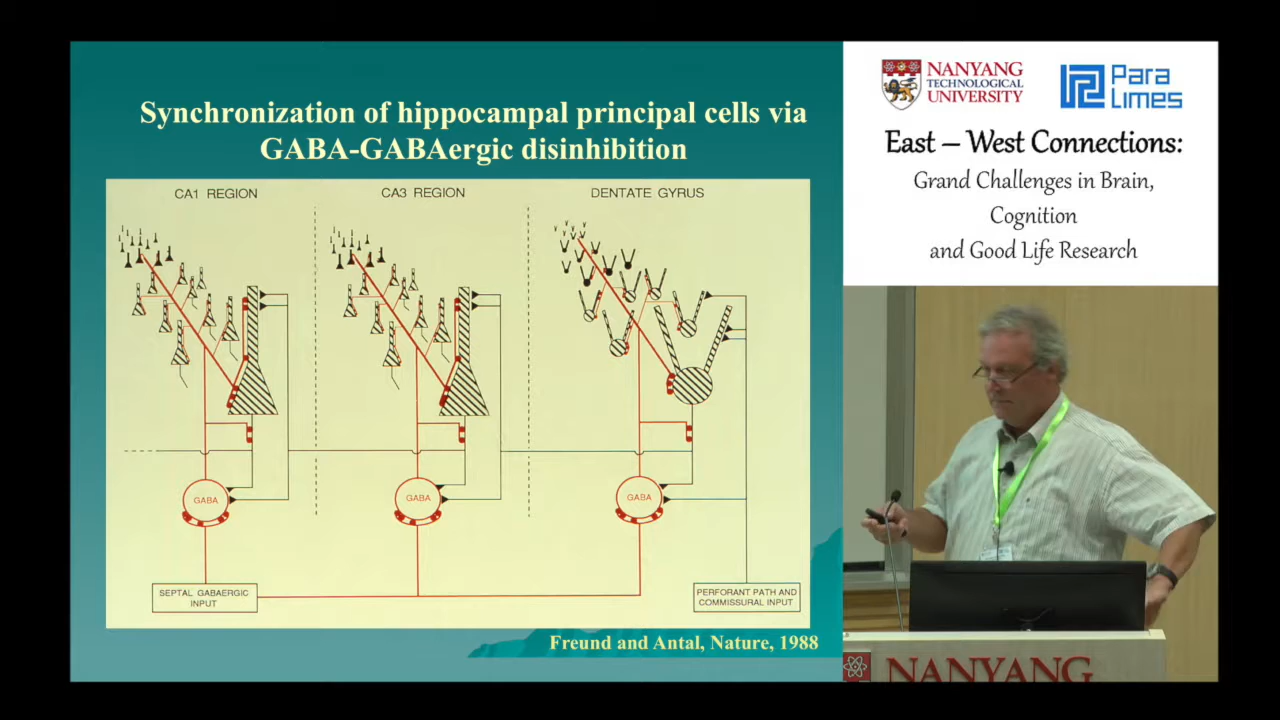 Synchronization of hippocampal principal cells via
GABA-GABAergic disinhibition
CA1 REGION
CA3 REGION
DENTATE GYRUS
GABA
GABA
GABA
SEPTAL GABAERGIC
INPUT
PERFORANT PATH AND
COMMISSURAL INPUT
Freund and Antal, Nature, 1988
NANYANG
TECHNOLOGICAL
UNIVERSITY
Para
Limes
East – West Connections:
Grand Challenges in Brain,
Cognition
and Good Life Research
NANYANG